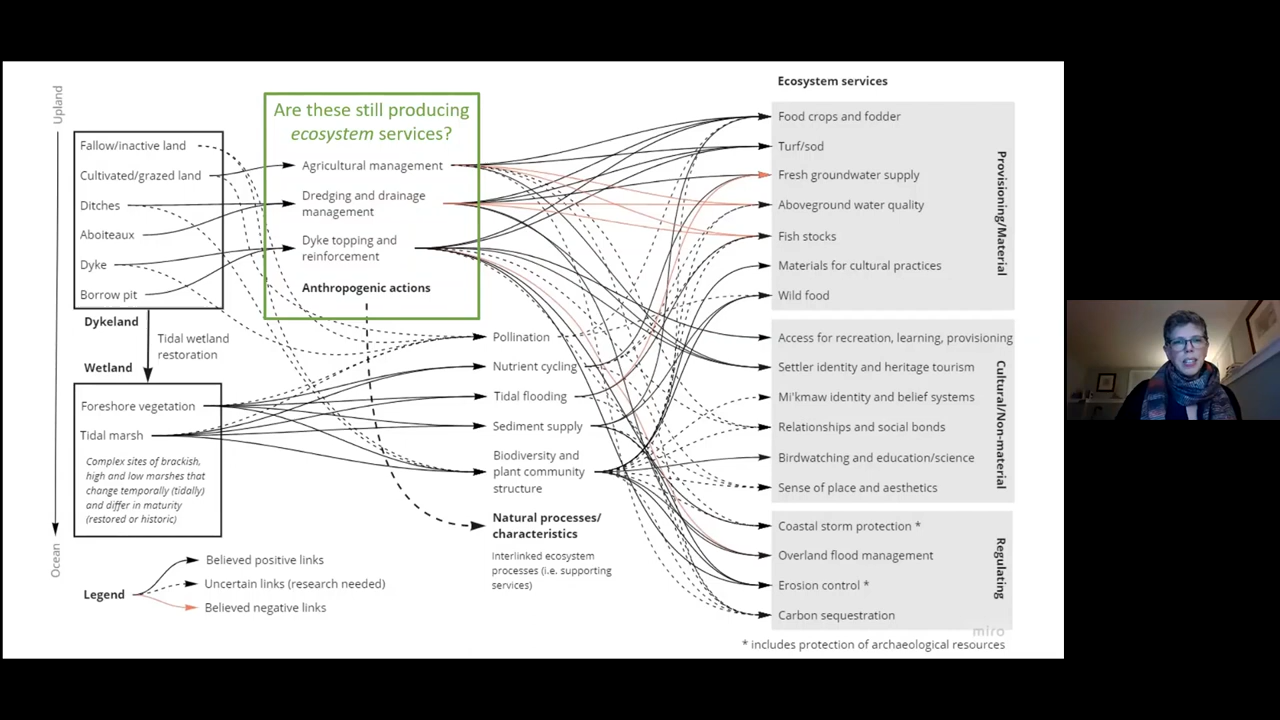 Upland
Ocean
Fallow/inactive land
Cultivated/grazed land
Ditches
Aboiteaux
Dyke
Borrow pit
Dykeland
Tidal wetland
restoration
Wetland
Foreshore vegetation
Tidal marsh
Complex sites of brackish,
high and low marshes that
change temporally (tidally)
and differ in maturity
(restored or historic)
Legend
Believed positive links
Uncertain links (research needed)
Believed negative links
Are these still producing
ecosystem services?
Agricultural management
Dredging and drainage
management
Dyke topping and
reinforcement
Anthropogenic actions
Pollination
Nutrient cycling
Tidal flooding
Sediment supply
Biodiversity and
plant community
structure
Natural processes/
characteristics
Interlinked ecosystem
processes (i.e. supporting
services)
Ecosystem services
Food crops and fodder
Turf/sod
Fresh groundwater supply
Aboveground water quality
Fish stocks
Materials for cultural practices
Wild food
Provisioning/Material
Access for recreation, learning, provisioning
Settler identity and heritage tourism
Mi'kmaw identity and belief systems
Relationships and social bonds
Birdwatching and education/science
Sense of place and aesthetics
Cultural/Non-material
Coastal storm protection *
Overland flood management
Erosion control *
Carbon sequestration
Regulating
miro
* includes protection of archaeological resources